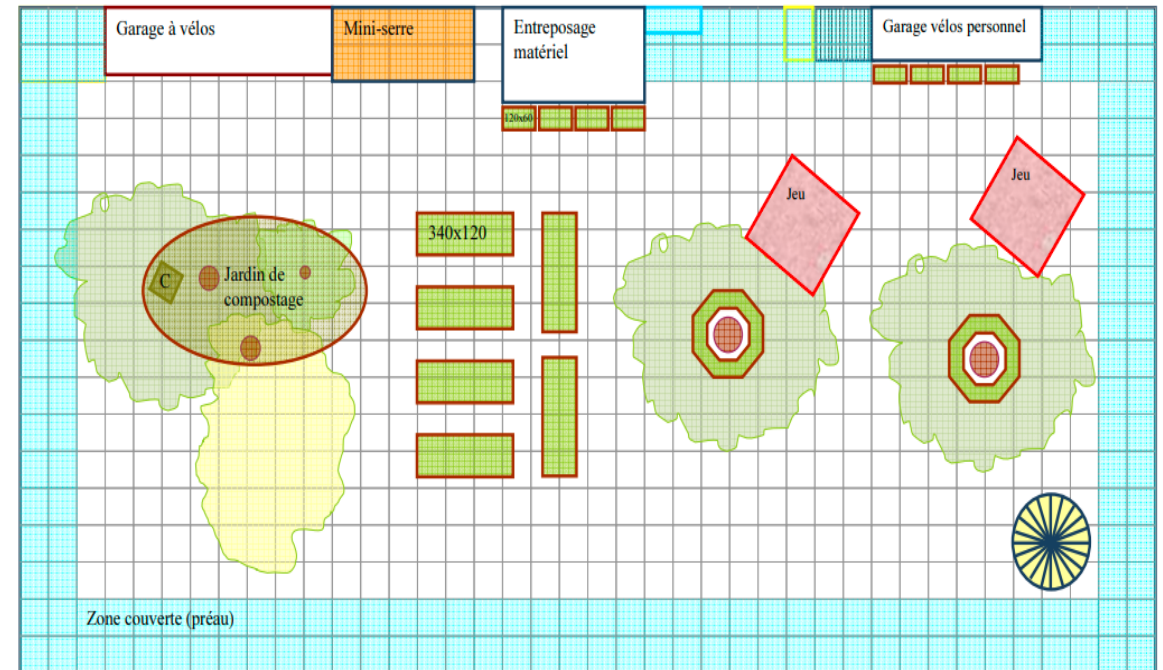 Garage à vélos
Mini-serre
Entreposage
matériel
Garage vélos personnel
120x60
Jeu
Jeu
340x120
C
Jardin de
compostage
Zone couverte (préau)